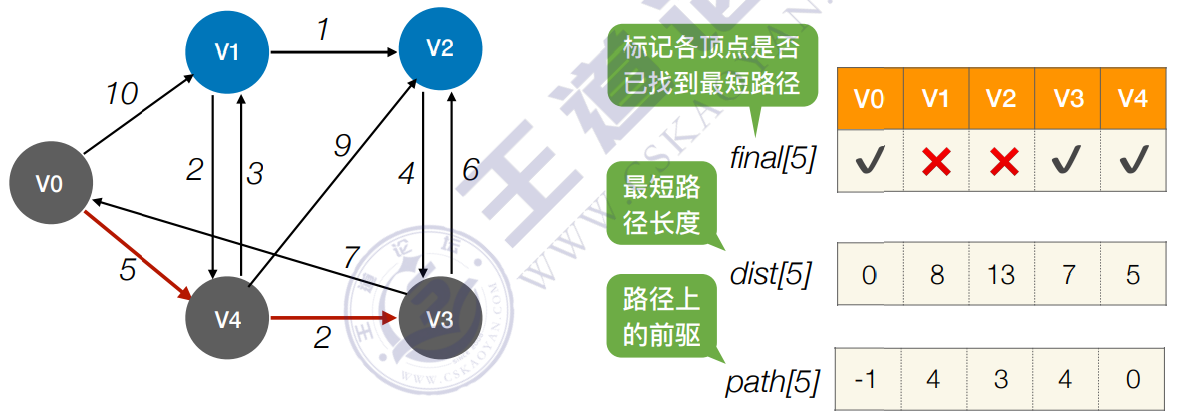 V1
1
V2
10
2
3
9
4
6
V0
5
7
V4
2
V3
标记各顶点是否
已找到最短路径
V0 V1 V2 V3 V4
final[5] ✓ ✕ ✕ ✓ ✓
最短路
径长度
dist[5] 0 8 13 7 5
路径上
的前驱
path[5] -1 4 3 4 0
王道论坛
WWW.CSKAOYAN.COM